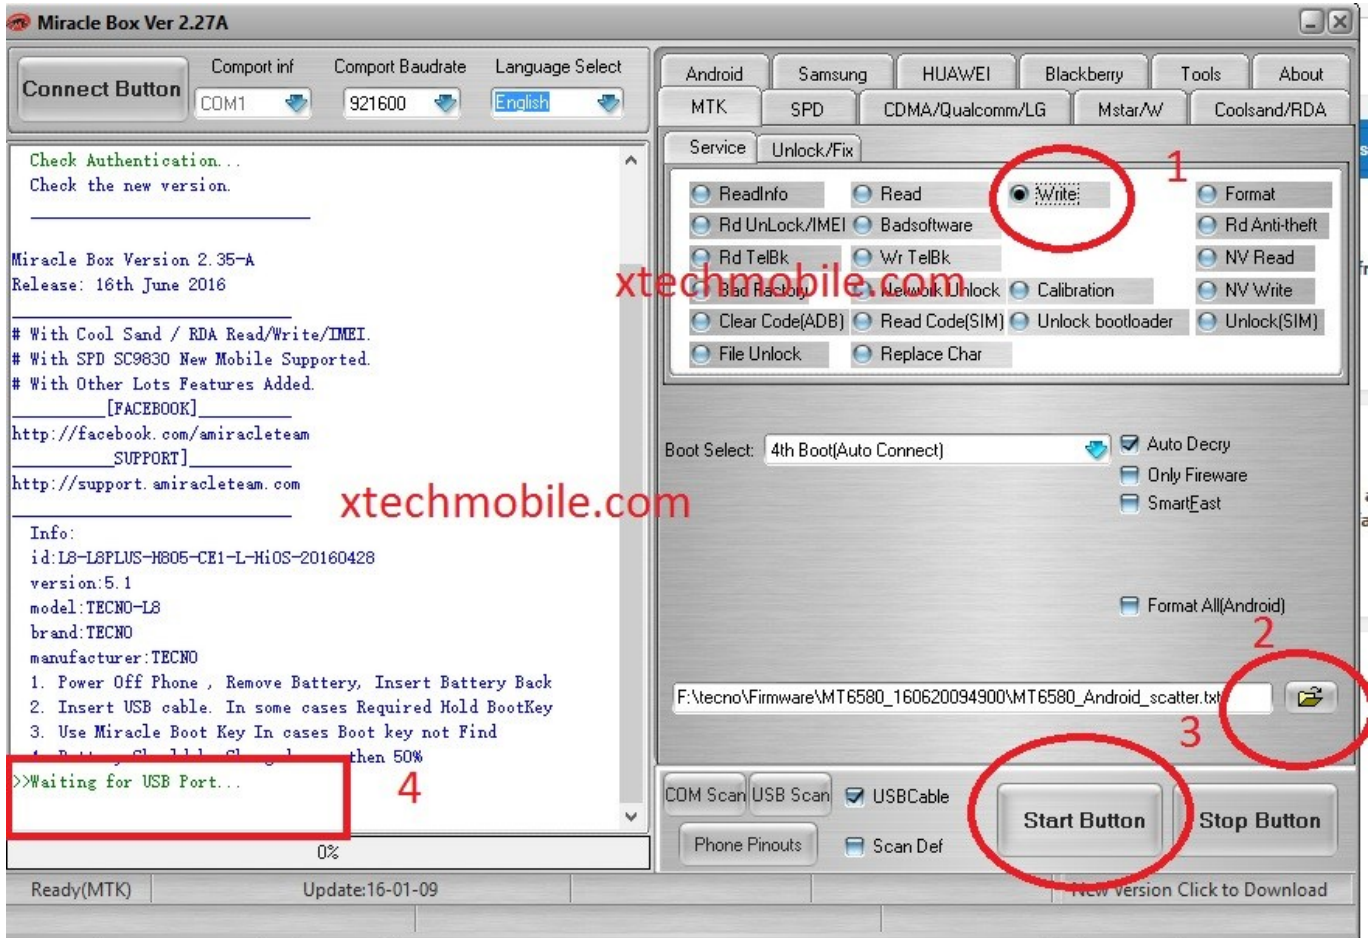 Miracle Box Ver 2.27A
Connect Button
Comport inf
Comport Baudrate
Language Select
COM1
921600
English
Check Authentication...
Check the new version.
Miracle Box Version 2.35-A
Release: 16th June 2016
# With Cool Sand / RDA Read/Write/IMEI.
# With SPD SC9830 New Mobile Supported.
# With Other Lots Features Added.
__________[FACEBOOK]__________
http://facebook.com/amiracleteam
___________SUPPORT]___________
http://support.amiracleteam.com
Info:
id:L8-L8PLUS-H805-CE1-L-HiOS-20160428
version:5.1
model:TECNO-L8
brand:TECNO
manufacturer:TECNO
1. Power Off Phone , Remove Battery, Insert Battery Back
2. Insert USB cable. In some cases Required Hold BootKey
3. Use Miracle Boot Key In cases Boot key not Find
then 50%
>>Waiting for USB Port...
4
0%
Android Samsung HUAWEI Blackberry Tools About
MTK SPD CDMA/Qualcomm/LG Mstar/W Coolsand/RDA
Service Unlock/Fix
1
ReadInfo Read Write Format
Rd UnLock/IMEI Badsoftware Rd Anti-theft
Rd TelBk Wr TelBk NV Read
xtechmobile.com
Bad Factory Network Unlock Calibration NV Write
Clear Code(ADB) Read Code(SIM) Unlock bootloader Unlock(SIM)
File Unlock Replace Char
Boot Select: 4th Boot(Auto Connect)
Auto Decry
Only Fireware
SmartFast
xtechmobile.com
Format All(Android)
2
F:\tecno\Firmware\MT6580_160620094900\MT6580_Android_scatter.txt
3
COM Scan USB Scan USBCable
Phone Pinouts Scan Def
Start Button
Stop Button
Ready(MTK)
Update:16-01-09
New Version Click to Download